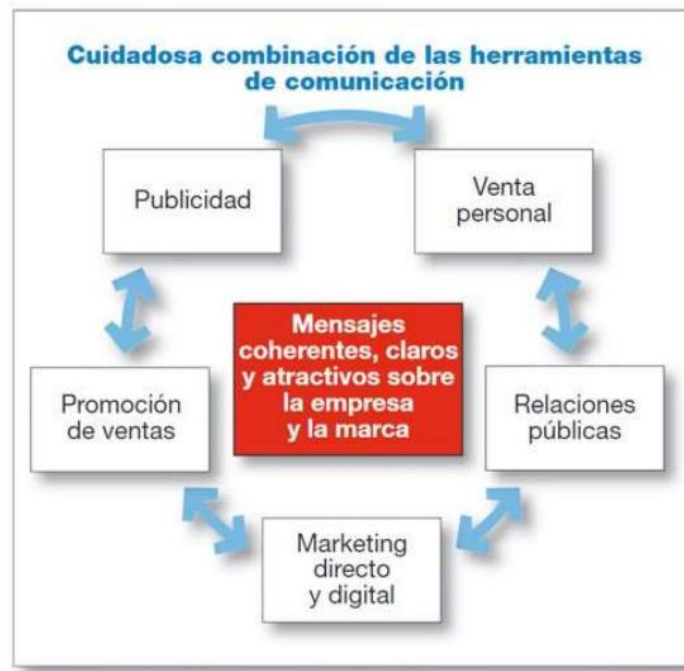 Cuidadosa combinación de las herramientas
de comunicación
Publicidad
Venta
personal
Mensajes
coherentes, claros
y atractivos sobre
la empresa
y la marca
Promoción
de ventas
Relaciones
públicas
Marketing
directo
y digital